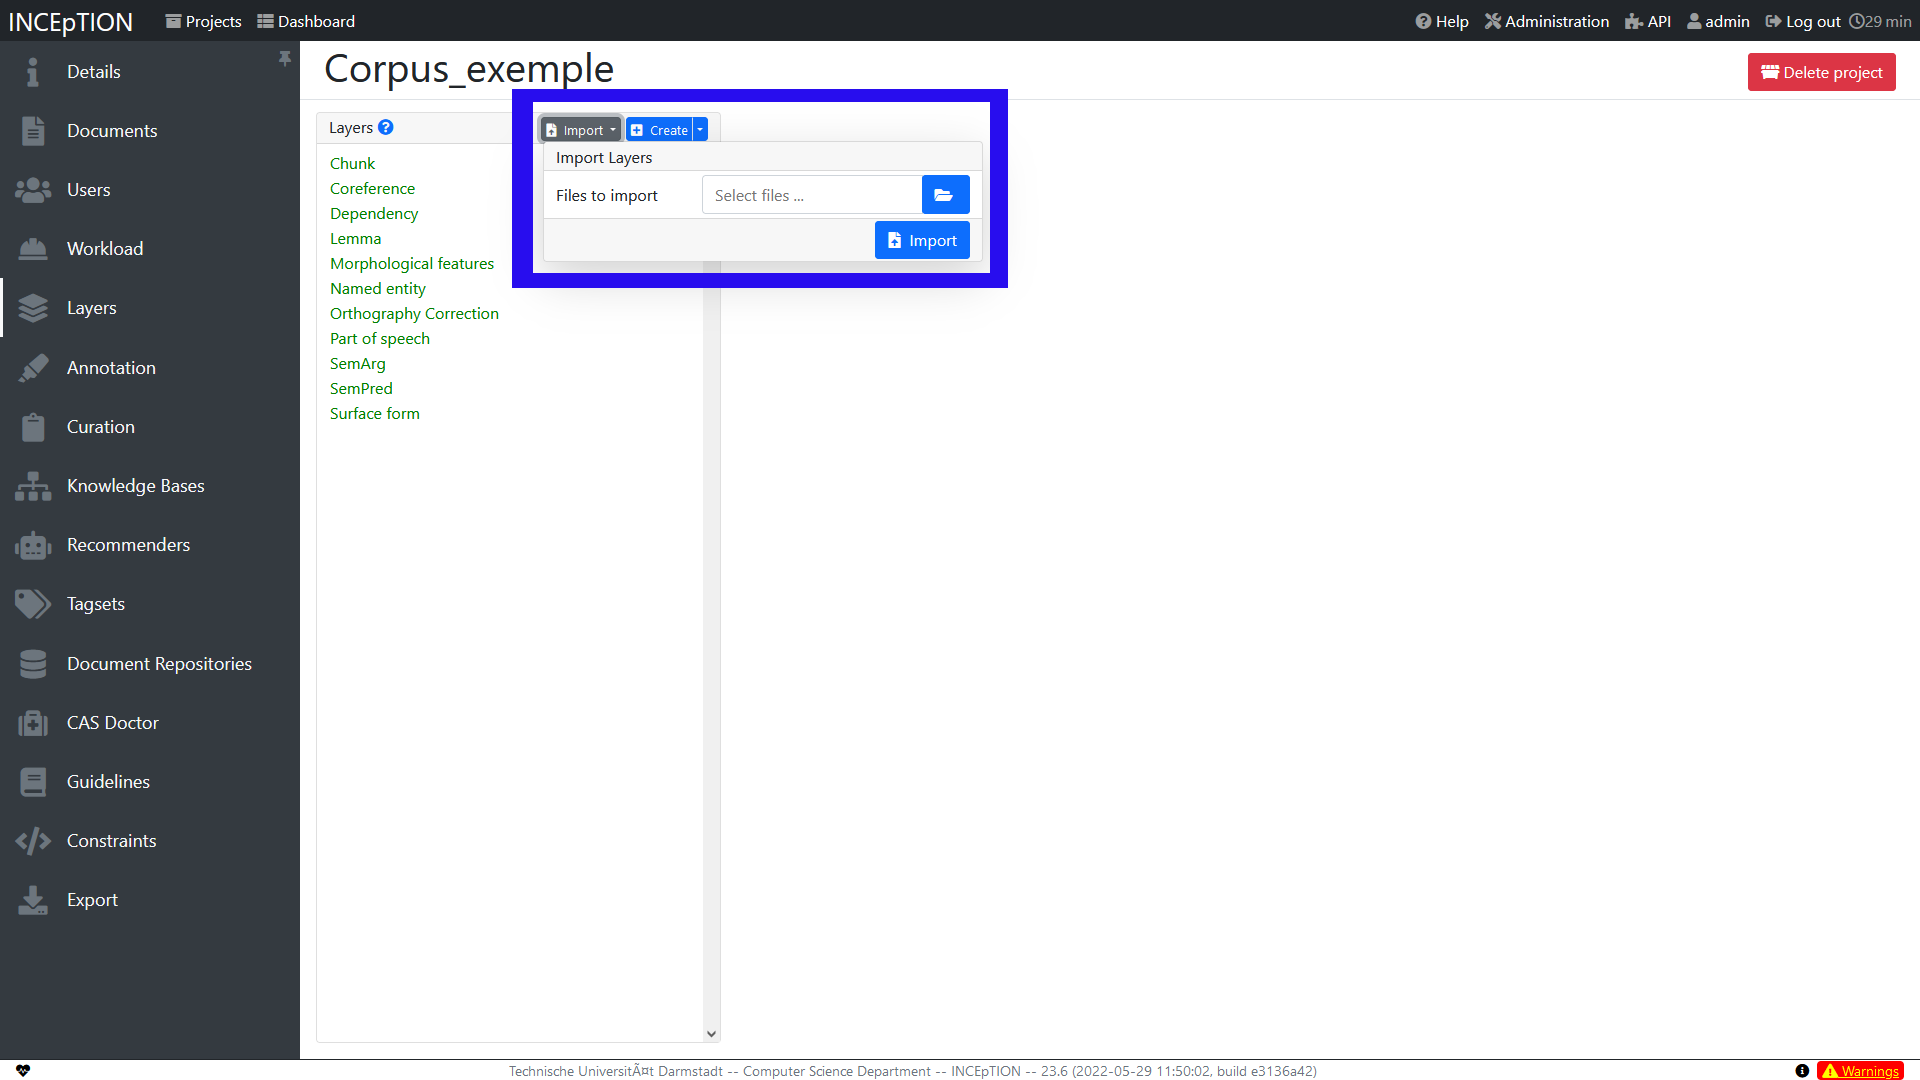 INCEpTION Projects Dashboard Help Administration API admin Log out 29 min
Details
Documents
Users
Workload
Layers
Annotation
Curation
Knowledge Bases
Recommenders
Tagsets
Document Repositories
CAS Doctor
Guidelines
Constraints
Export
Corpus_exemple
Delete project
Layers
Import Create
Import Layers
Files to import Select files ...
Import
Chunk
Coreference
Dependency
Lemma
Morphological features
Named entity
Orthography Correction
Part of speech
SemArg
SemPred
Surface form
Technische UniversitÃ¤t Darmstadt -- Computer Science Department -- INCEpTION -- 23.6 (2022-05-29 11:50:02, build e3136a42)
Warnings